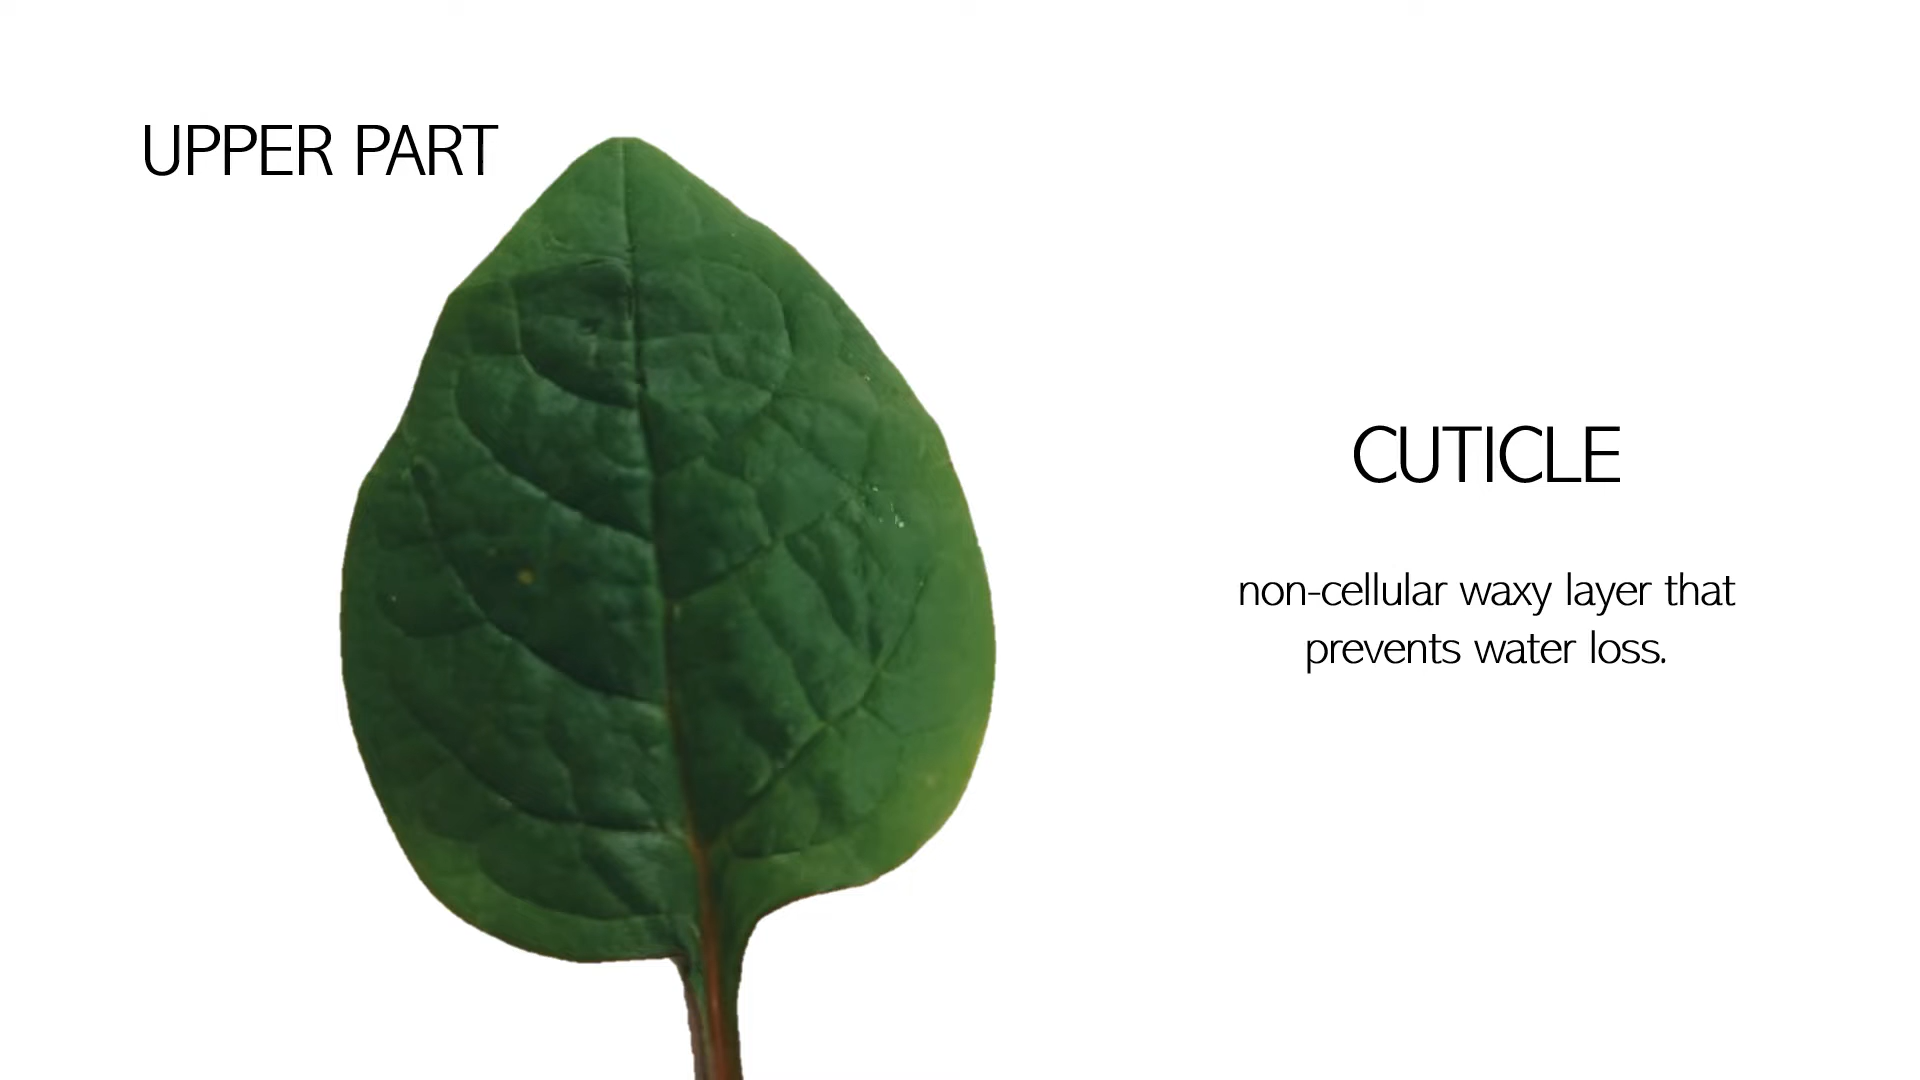 UPPER PART
CUTICLE
non-cellular waxy layer that
prevents water loss.